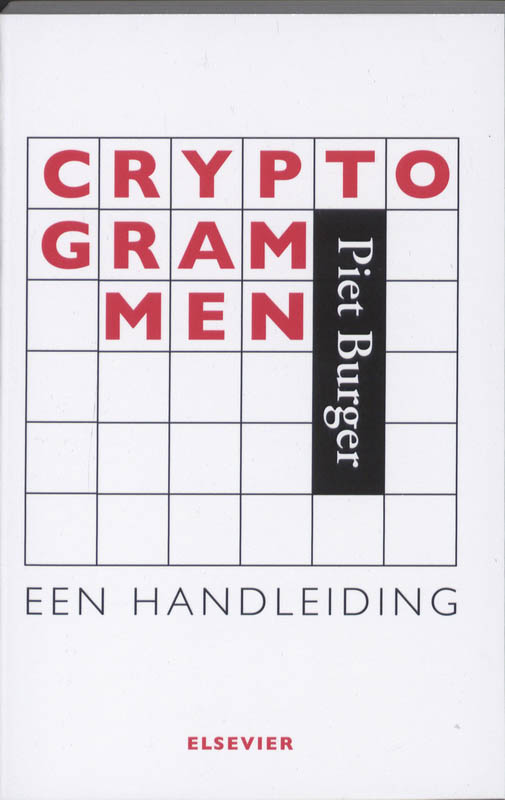 CRYPTO
GRAM
MEN
Piet Burger
EEN HANDLEIDING
ELSEVIER